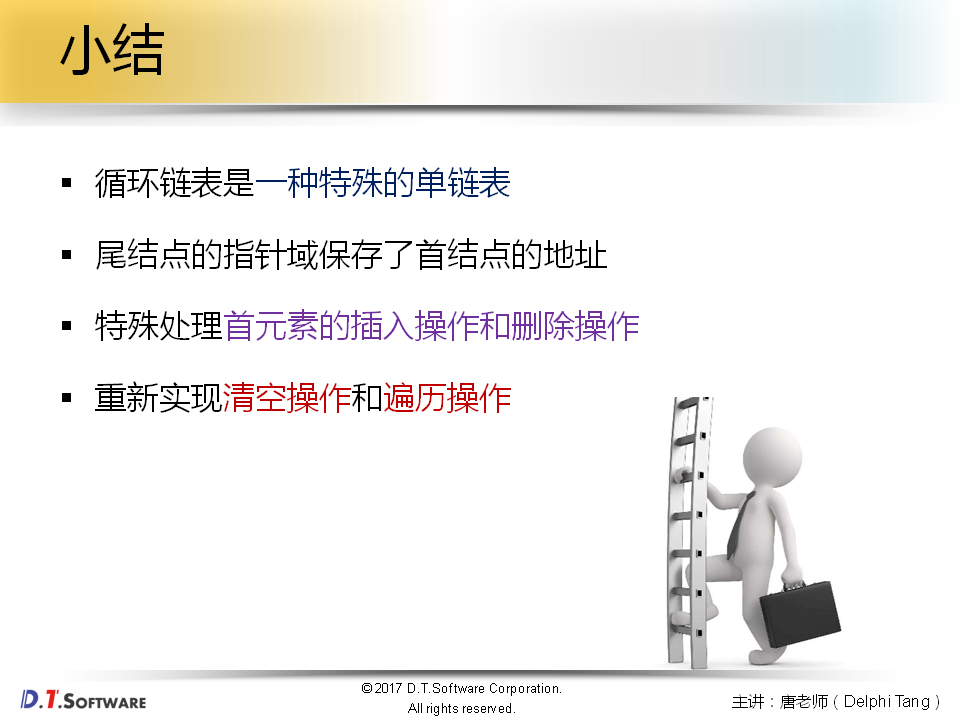 小结
▪ 循环链表是一种特殊的单链表
▪ 尾结点的指针域保存了首结点的地址
▪ 特殊处理首元素的插入操作和删除操作
▪ 重新实现清空操作和遍历操作
D.T.SOFTWARE
©2017 D.T.Software Corporation.
All rights reserved.
主讲：唐老师（Delphi Tang）